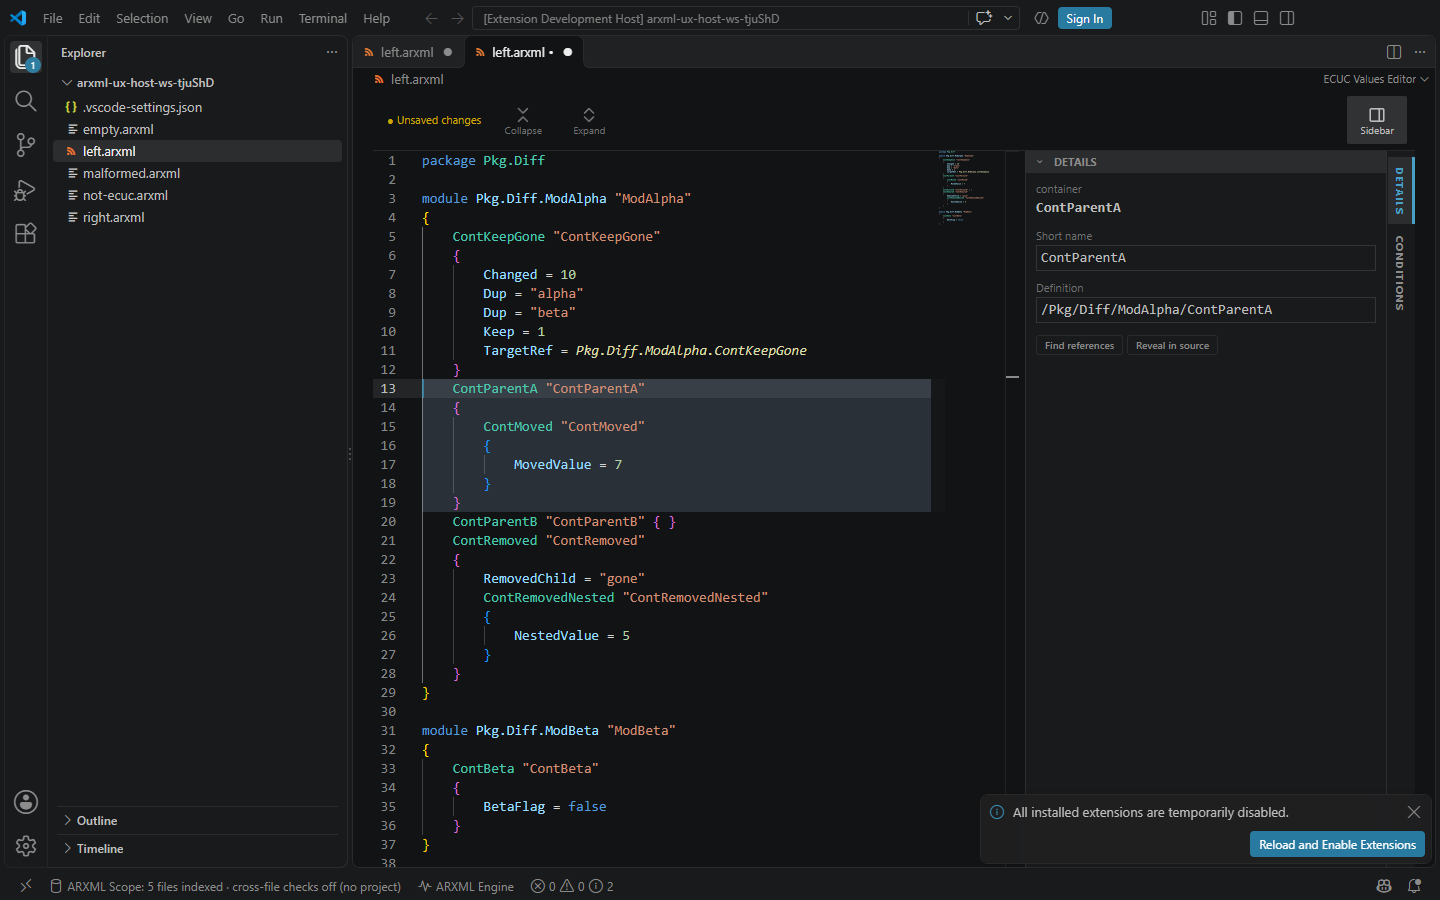 File Edit Selection View Go Run Terminal Help
[Extension Development Host] arxml-ux-host-ws-tjuShD
Sign In
1
Explorer
arxml-ux-host-ws-tjuShD
{} .vscode-settings.json
empty.arxml
left.arxml
malformed.arxml
not-ecuc.arxml
right.arxml
Outline
Timeline
left.arxml
left.arxml •
left.arxml
ECUC Values Editor
Unsaved changes
Collapse
Expand
Sidebar
1 package Pkg.Diff
2
3 module Pkg.Diff.ModAlpha "ModAlpha"
4 {
5 ContKeepGone "ContKeepGone"
6 {
7 Changed = 10
8 Dup = "alpha"
9 Dup = "beta"
10 Keep = 1
11 TargetRef = Pkg.Diff.ModAlpha.ContKeepGone
12 }
13 ContParentA "ContParentA"
14 {
15 ContMoved "ContMoved"
16 {
17 MovedValue = 7
18 }
19 }
20 ContParentB "ContParentB" { }
21 ContRemoved "ContRemoved"
22 {
23 RemovedChild = "gone"
24 ContRemovedNested "ContRemovedNested"
25 {
26 NestedValue = 5
27 }
28 }
29 }
30
31 module Pkg.Diff.ModBeta "ModBeta"
32 {
33 ContBeta "ContBeta"
34 {
35 BetaFlag = false
36 }
37 }
38
DETAILS
container
ContParentA
Short name
ContParentA
Definition
/Pkg/Diff/ModAlpha/ContParentA
Find references
Reveal in source
DETAILS
CONDITIONS
All installed extensions are temporarily disabled.
Reload and Enable Extensions
ARXML Scope: 5 files indexed · cross-file checks off (no project)
ARXML Engine
0 0 2